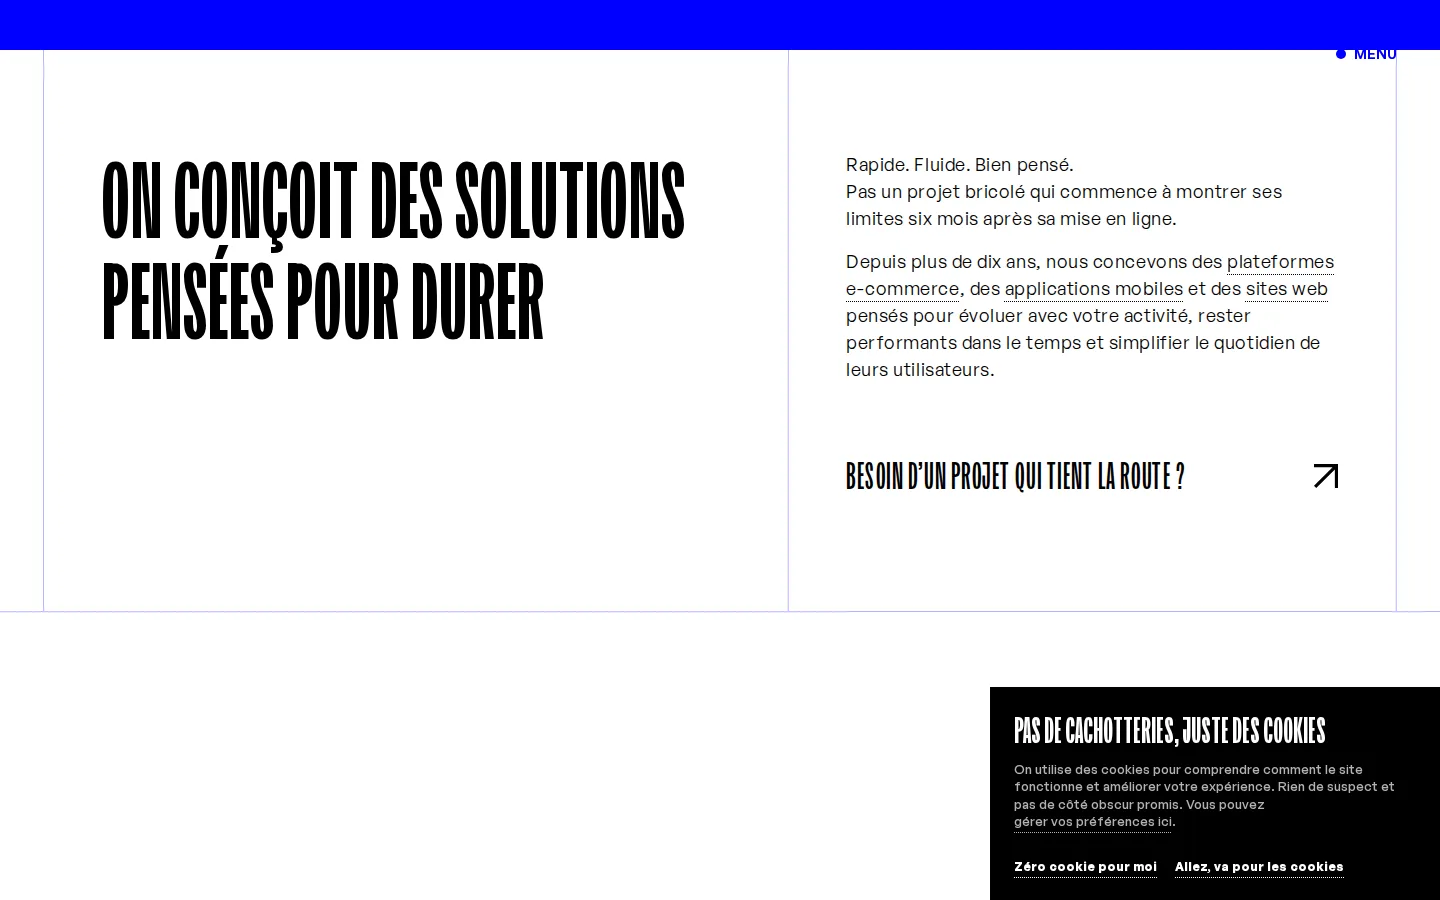 MENU
ON CONÇOIT DES SOLUTIONS
PENSÉES POUR DURER
Rapide. Fluide. Bien pensé.
Pas un projet bricolé qui commence à montrer ses
limites six mois après sa mise en ligne.
Depuis plus de dix ans, nous concevons des plateformes
e-commerce, des applications mobiles et des sites web
pensés pour évoluer avec votre activité, rester
performants dans le temps et simplifier le quotidien de
leurs utilisateurs.
BESOIN D’UN PROJET QUI TIENT LA ROUTE ?
PAS DE CACHOTTERIES, JUSTE DES COOKIES
On utilise des cookies pour comprendre comment le site
fonctionne et améliorer votre expérience. Rien de suspect et
pas de côté obscur promis. Vous pouvez
gérer vos préférences ici.
Zéro cookie pour moi
Allez, va pour les cookies